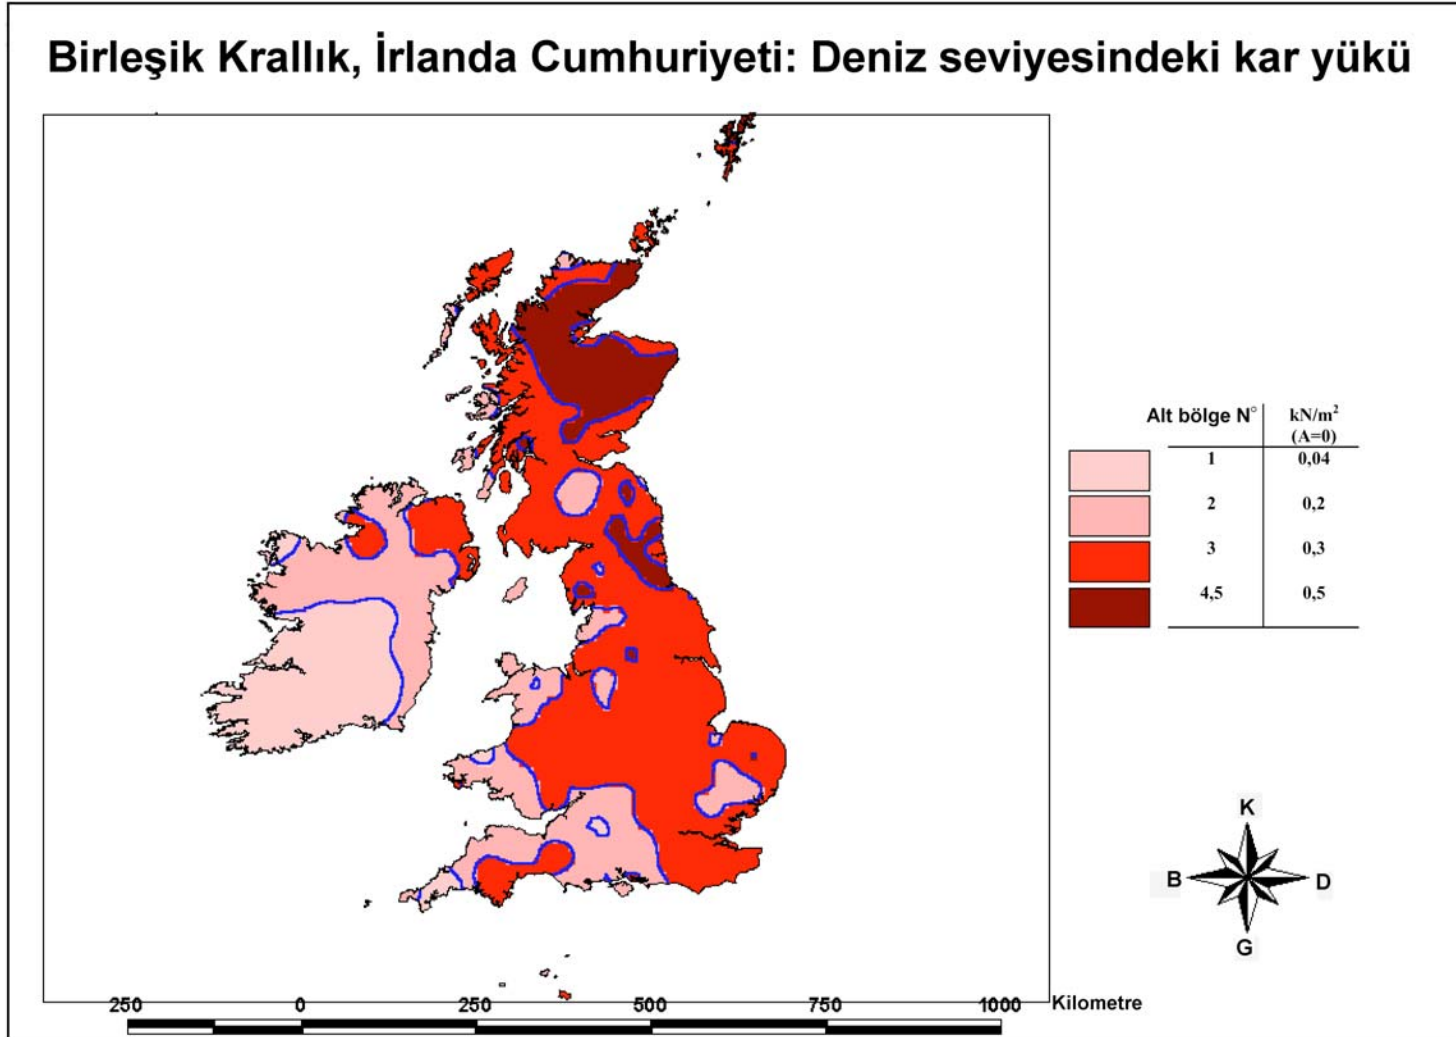 Birleşik Krallık, İrlanda Cumhuriyeti: Deniz seviyesindeki kar yükü
Alt bölge N° kN/m²
(A=0)
1 0,04
2 0,2
3 0,3
4,5 0,5
K
B D
G
250 0 250 500 750 1000 Kilometre